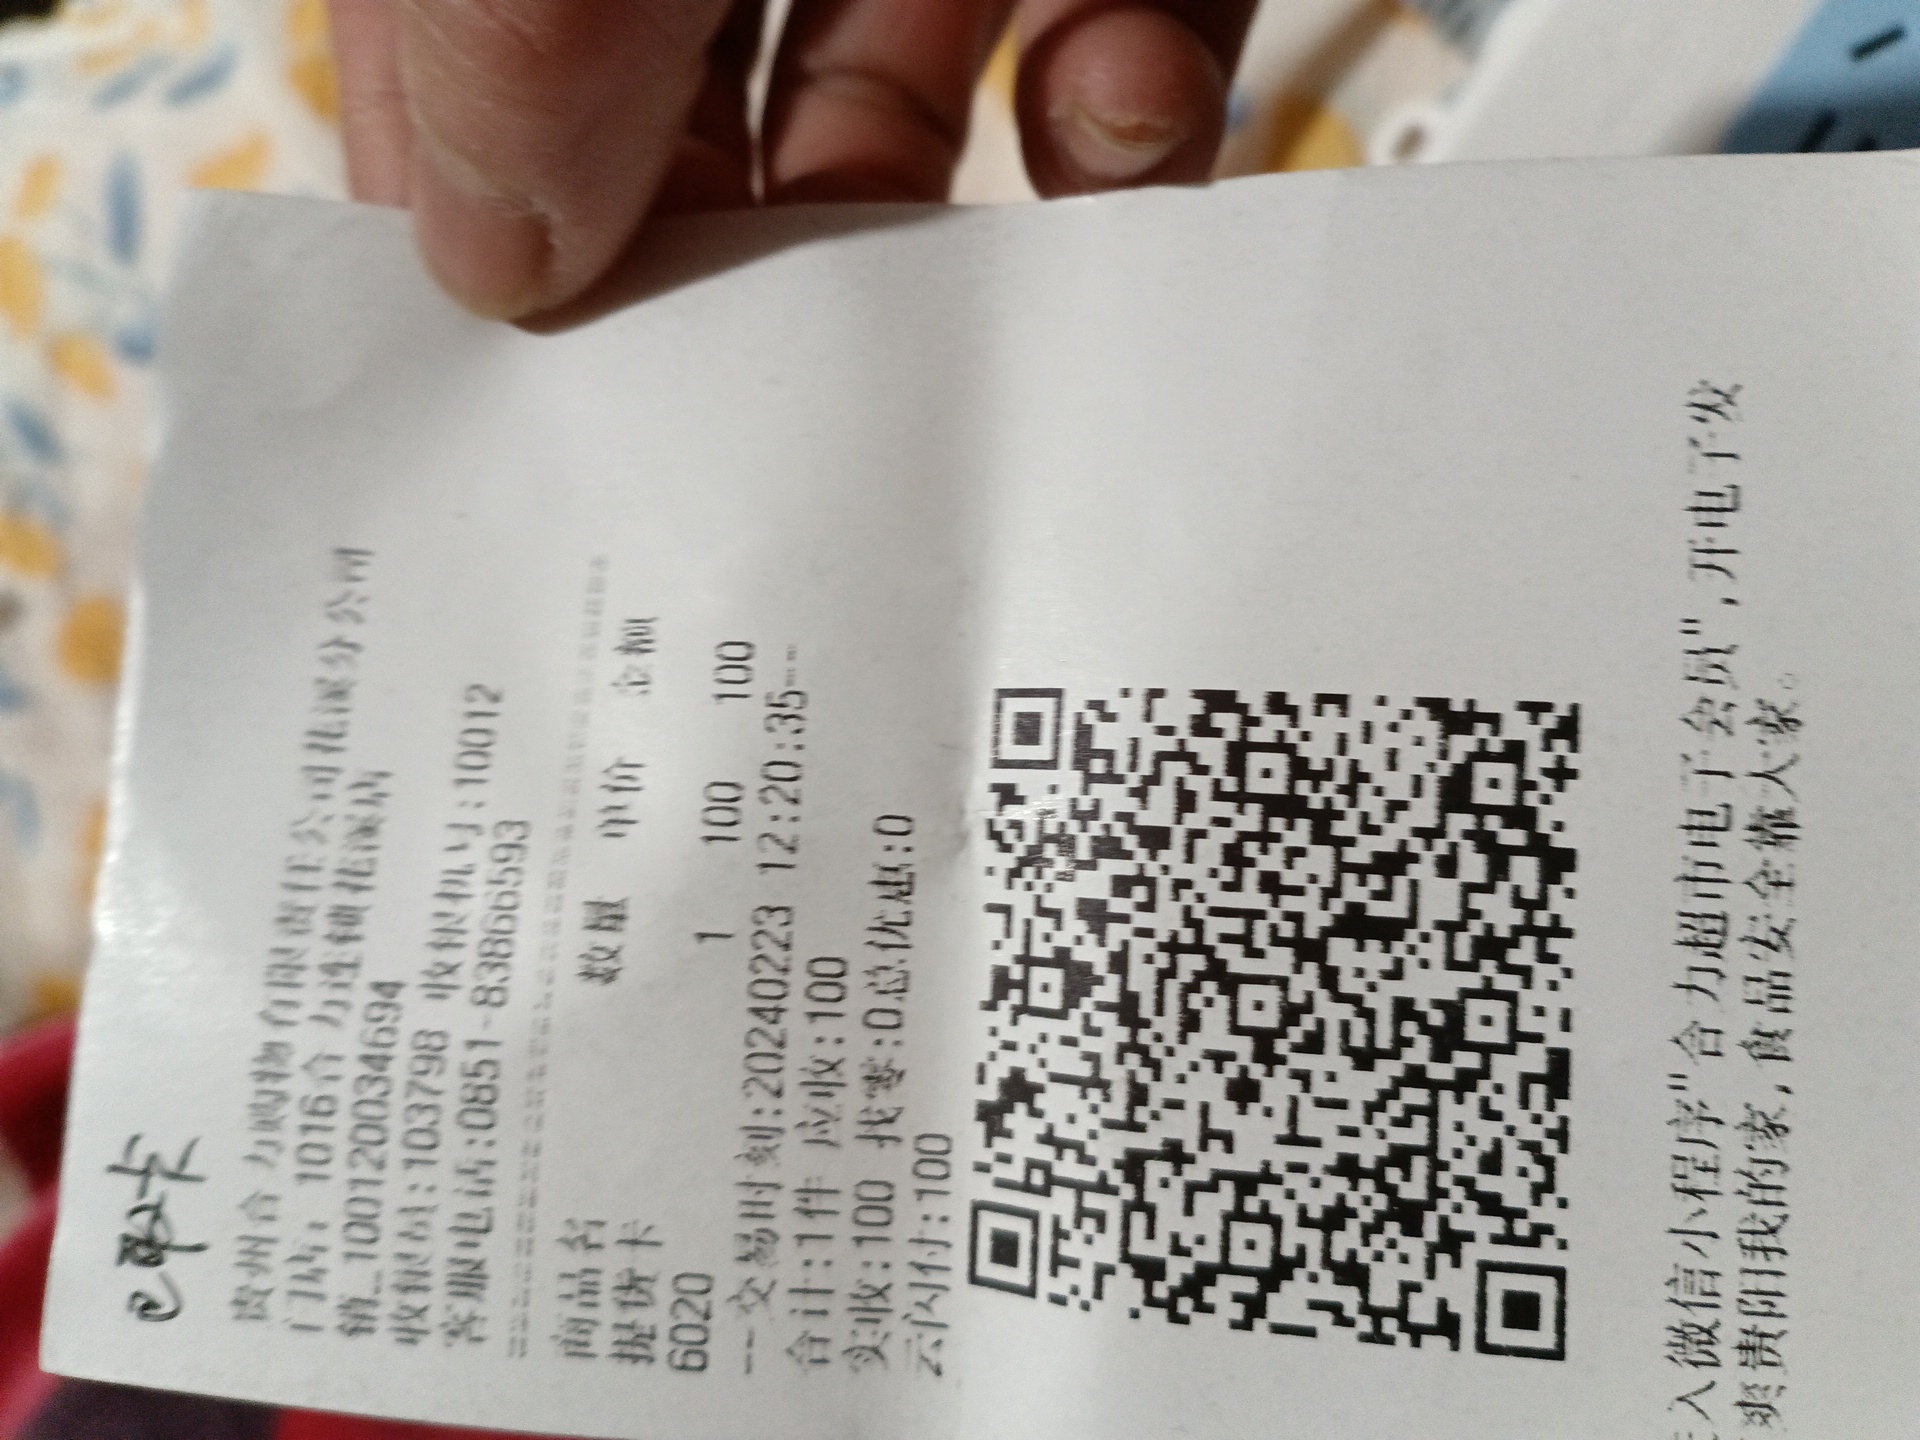 贵州合力购物有限责任公司花溪分公司
门店: 1016合力连锁花溪店
销_100120034694
收银员:103798 收银机号:10012
客服电话:0851-83866593
商品名 数量 单价 金额
提货卡
6020 1 100 100
--交易时刻:20240223 12:20:35--
合计:1件 应收:100
实收:100 找零:0总优惠:0
云闪付:100
入微信小程序"合力超市电子会员",开电子发
爽贵阳我的家,食品安全靠大家。